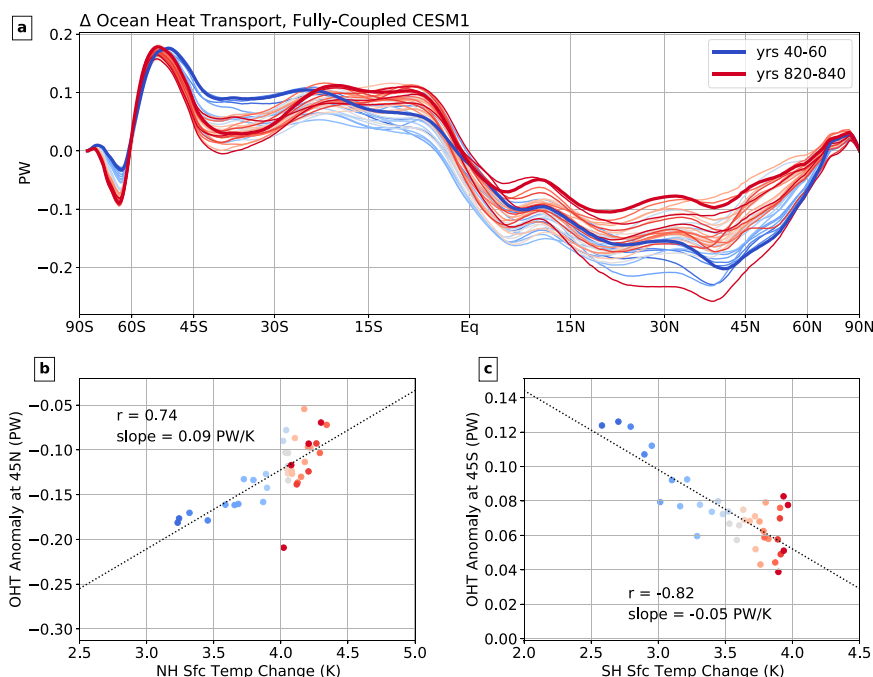 a
Δ Ocean Heat Transport, Fully-Coupled CESM1
0.2
0.1
0.0
−0.1
−0.2
PW
yrs 40-60
yrs 820-840
90S 60S 45S 30S 15S Eq 15N 30N 45N 60N 90N
b
−0.05
−0.10
−0.15
−0.20
−0.25
−0.30
OHT Anomaly at 45N (PW)
r = 0.74
slope = 0.09 PW/K
2.5 3.0 3.5 4.0 4.5 5.0
NH Sfc Temp Change (K)
c
0.14
0.12
0.10
0.08
0.06
0.04
0.02
0.00
OHT Anomaly at 45S (PW)
r = -0.82
slope = -0.05 PW/K
2.0 2.5 3.0 3.5 4.0 4.5
SH Sfc Temp Change (K)